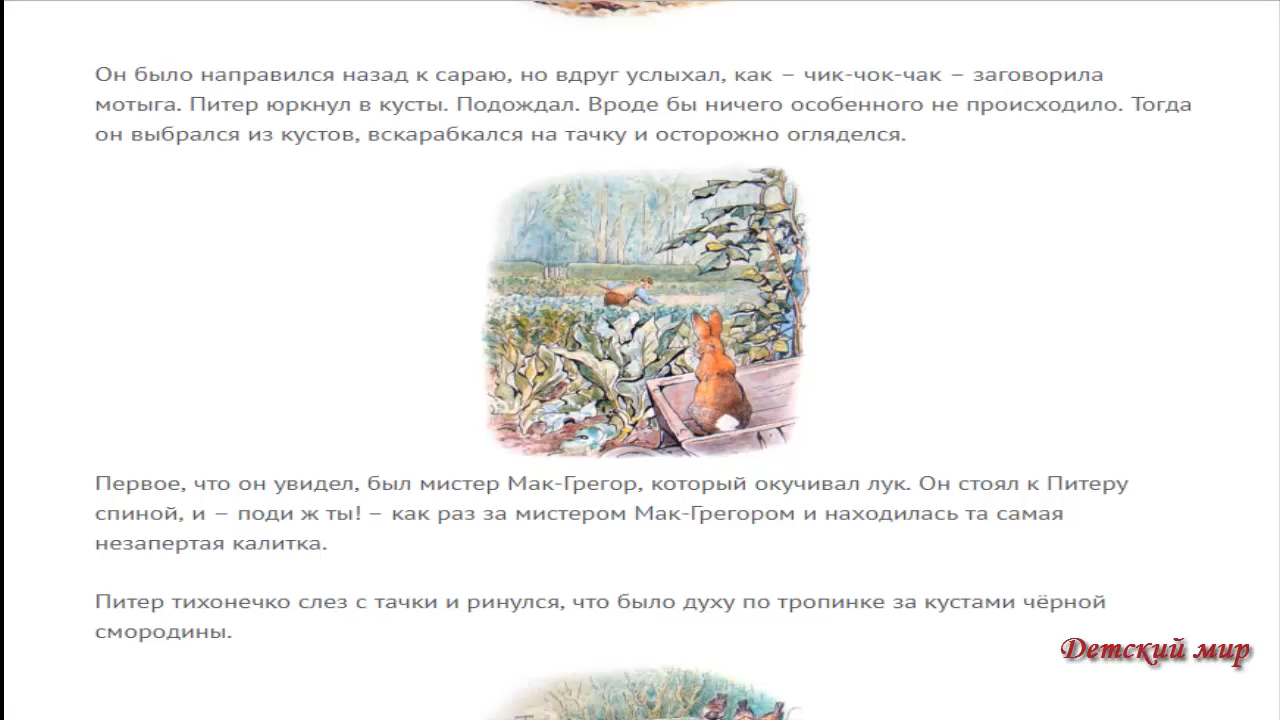 Он было направился назад к сараю, но вдруг услыхал, как – чик-чок-чак – заговорила
мотыга. Питер юркнул в кусты. Подождал. Вроде бы ничего особенного не происходило. Тогда
он выбрался из кустов, вскарабкался на тачку и осторожно огляделся.
Первое, что он увидел, был мистер Мак-Грегор, который окучивал лук. Он стоял к Питеру
спиной, и – поди ж ты! – как раз за мистером Мак-Грегором и находилась та самая
незапертая калитка.
Питер тихонечко слез с тачки и ринулся, что было духу по тропинке за кустами чёрной
смородины.
Детский мир